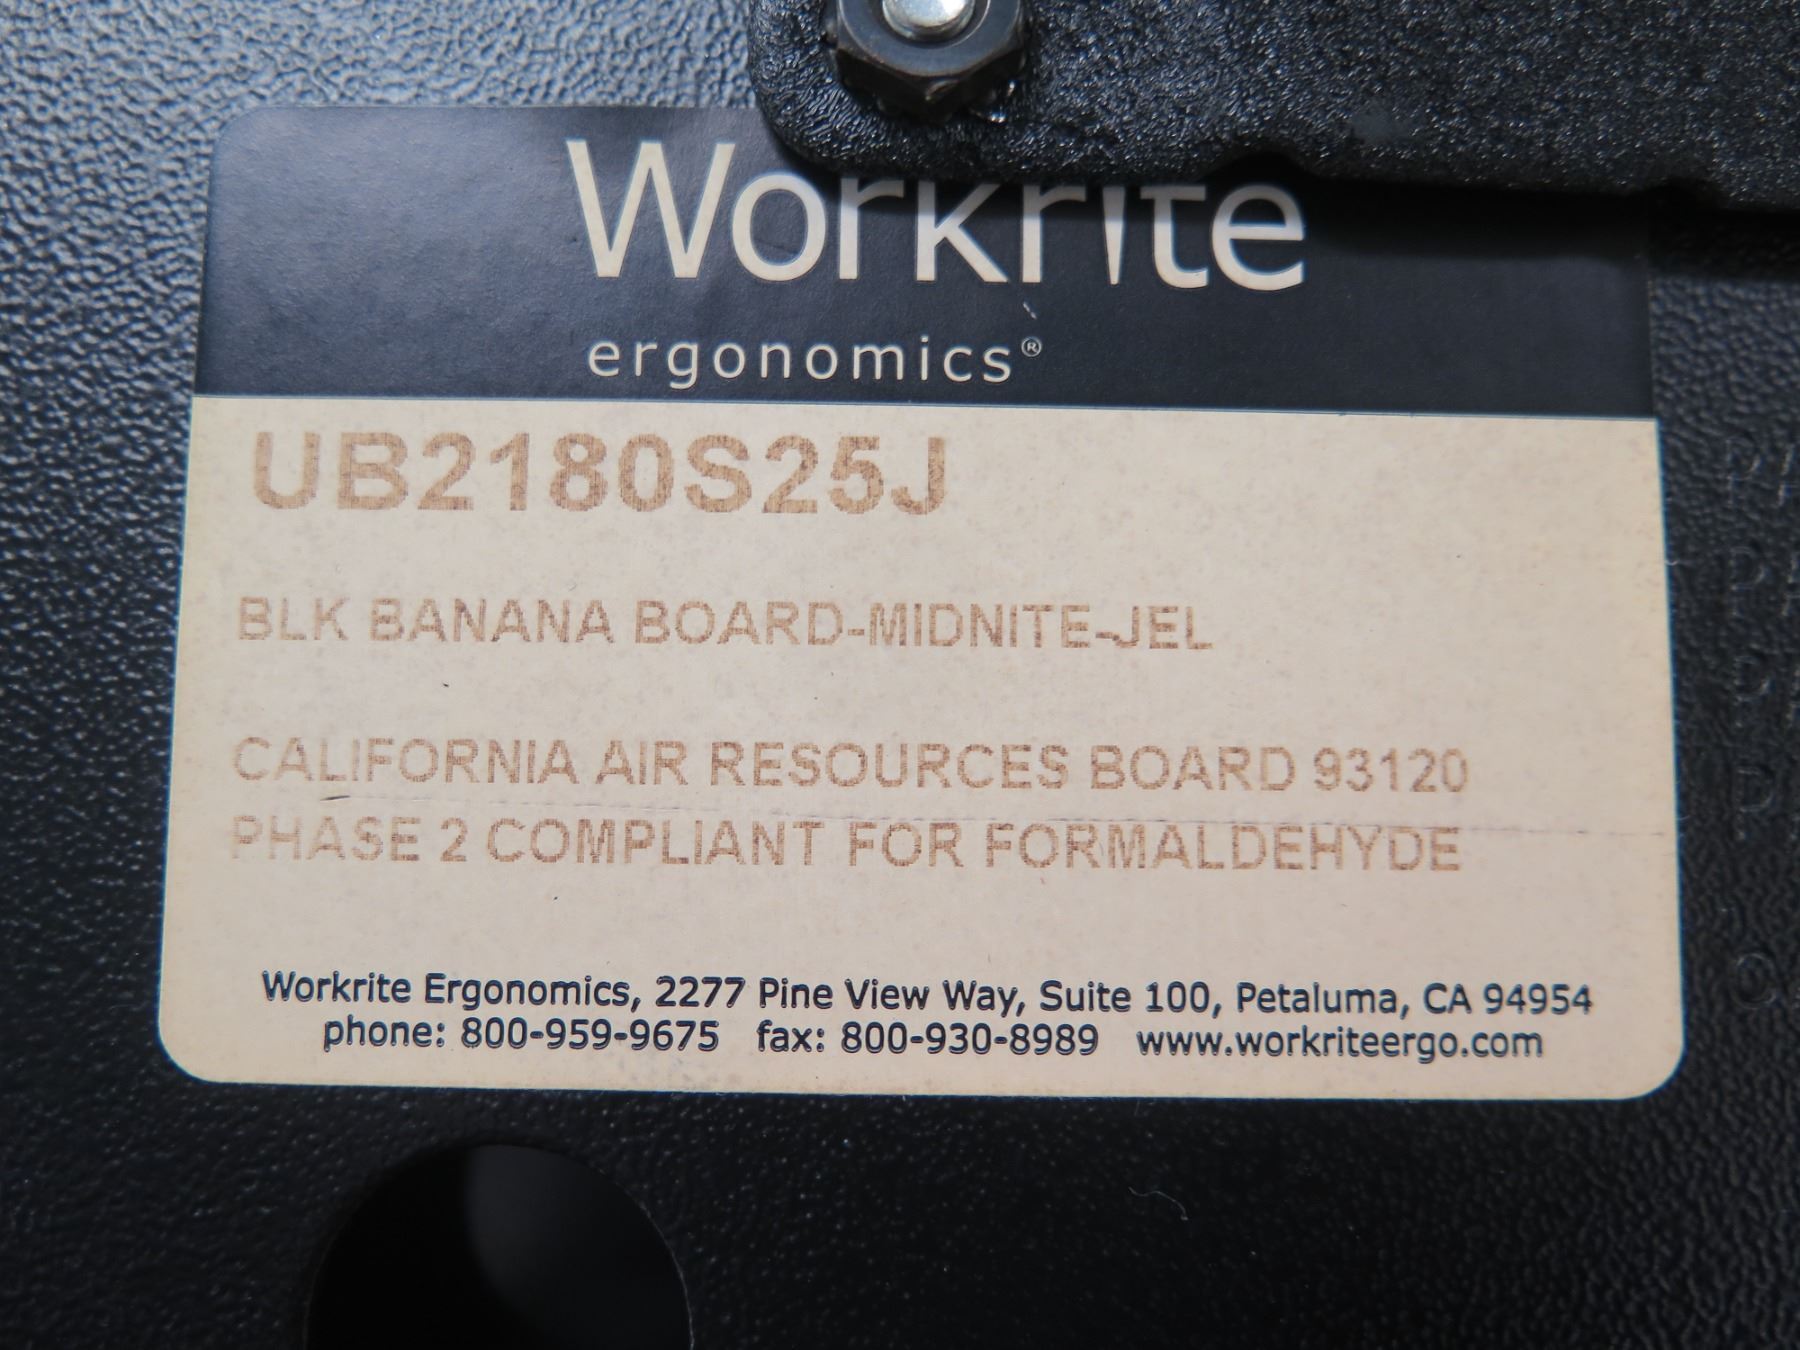 Workrite
ergonomics®
UB2180S25J
BLK BANANA BOARD-MIDNITE-JEL
CALIFORNIA AIR RESOURCES BOARD 93120
PHASE 2 COMPLIANT FOR FORMALDEHYDE
Workrite Ergonomics, 2277 Pine View Way, Suite 100, Petaluma, CA 94954
phone: 800-959-9675 fax: 800-930-8989 www.workriteergo.com